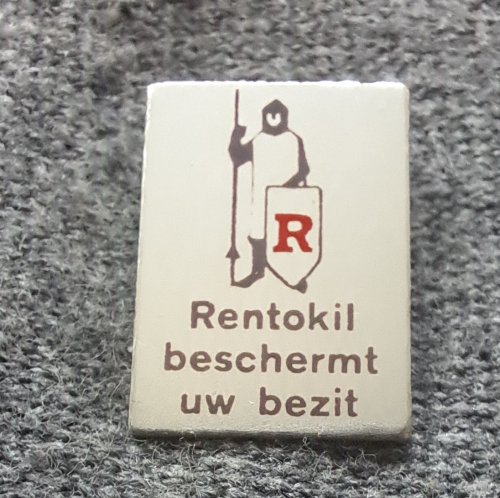 R
Rentokil
beschermt
uw bezit